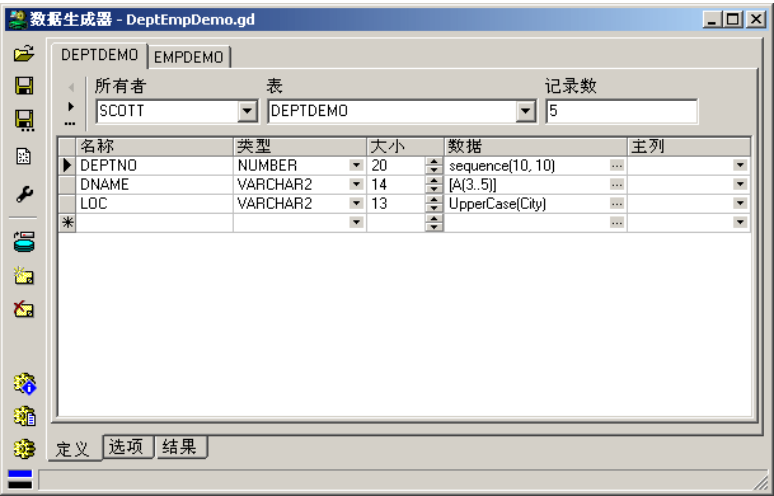 数据生成器 - DeptEmpDemo.gd
DEPTDEMO EMPDEMO
所有者 表 记录数
SCOTT DEPTDEMO 5
名称 类型 大小 数据 主列
DEPTNO NUMBER 20 sequence(10, 10) ...
DNAME VARCHAR2 14 [A(3..5)] ...
LOC VARCHAR2 13 UpperCase(City) ...
* ...
定义 选项 结果